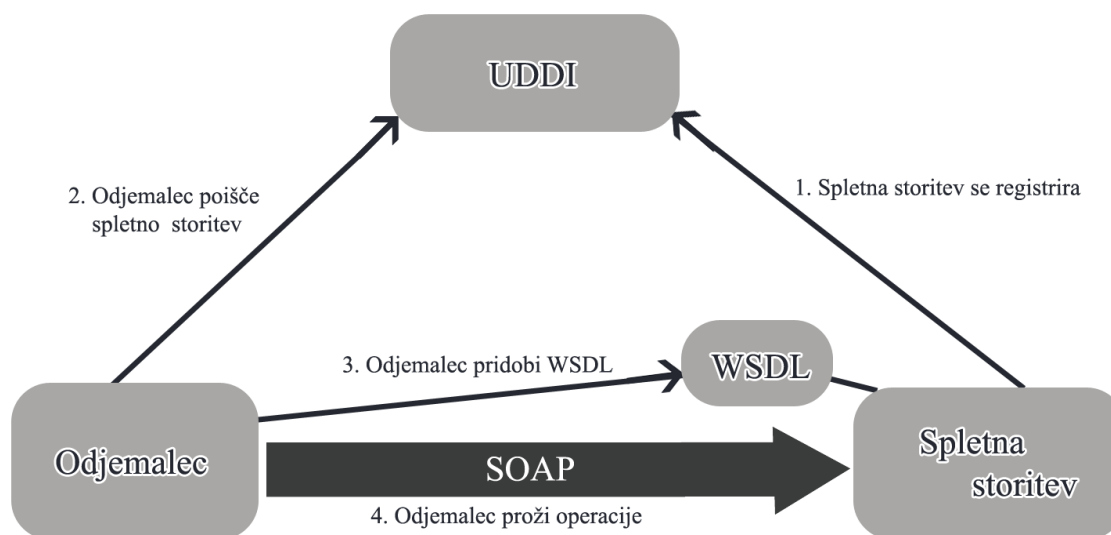 UDDI
2. Odjemalec poišče
spletno storitev
1. Spletna storitev se registrira
3. Odjemalec pridobi WSDL
WSDL
Odjemalec
SOAP
Spletna
storitev
4. Odjemalec proži operacije